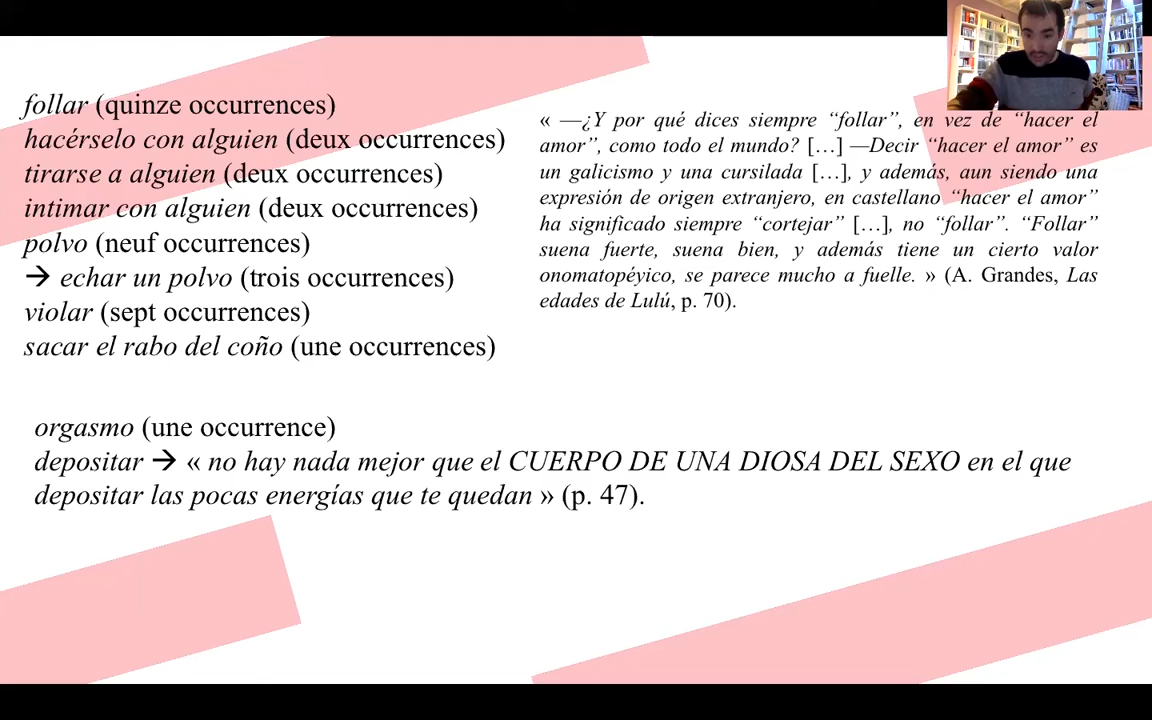 follar (quinze occurrences)
hacérselo con alguien (deux occurrences)
tirarse a alguien (deux occurrences)
intimar con alguien (deux occurrences)
polvo (neuf occurrences)
→ echar un polvo (trois occurrences)
violar (sept occurrences)
sacar el rabo del coño (une occurrences)
« —¿Y por qué dices siempre “follar”, en vez de “hacer el
amor”, como todo el mundo? […] —Decir “hacer el amor” es
un galicismo y una cursilada […], y además, aun siendo una
expresión de origen extranjero, en castellano “hacer el amor”
ha significado siempre “cortejar” […], no “follar”. “Follar”
suena fuerte, suena bien, y además tiene un cierto valor
onomatopéyico, se parece mucho a fuelle. » (A. Grandes, Las
edades de Lulú, p. 70).
orgasmo (une occurrence)
depositar → « no hay nada mejor que el CUERPO DE UNA DIOSA DEL SEXO en el que
depositar las pocas energías que te quedan » (p. 47).